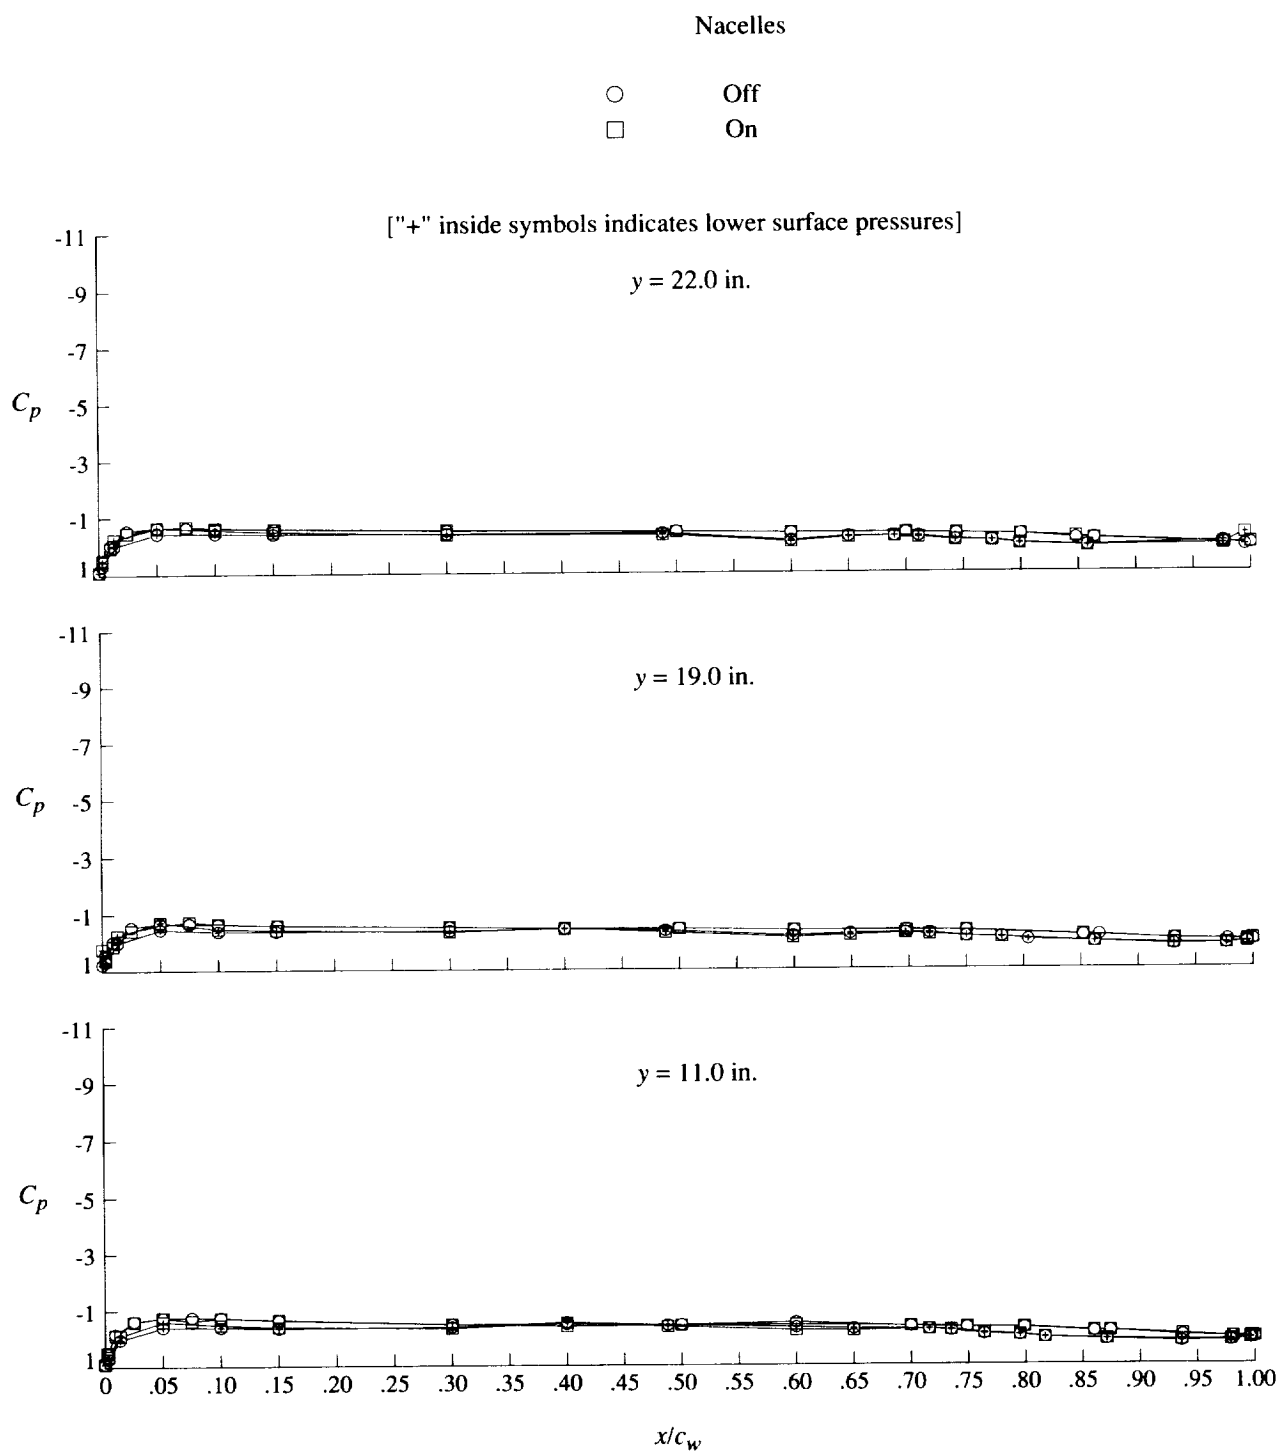 Nacelles
Off
On
["+" inside symbols indicates lower surface pressures]
y = 22.0 in.
-11
-9
-7
-5
-3
-1
1
C_p
y = 19.0 in.
-11
-9
-7
-5
-3
-1
1
C_p
y = 11.0 in.
-11
-9
-7
-5
-3
-1
1
C_p
0 .05 .10 .15 .20 .25 .30 .35 .40 .45 .50 .55 .60 .65 .70 .75 .80 .85 .90 .95 1.00
x/c_w